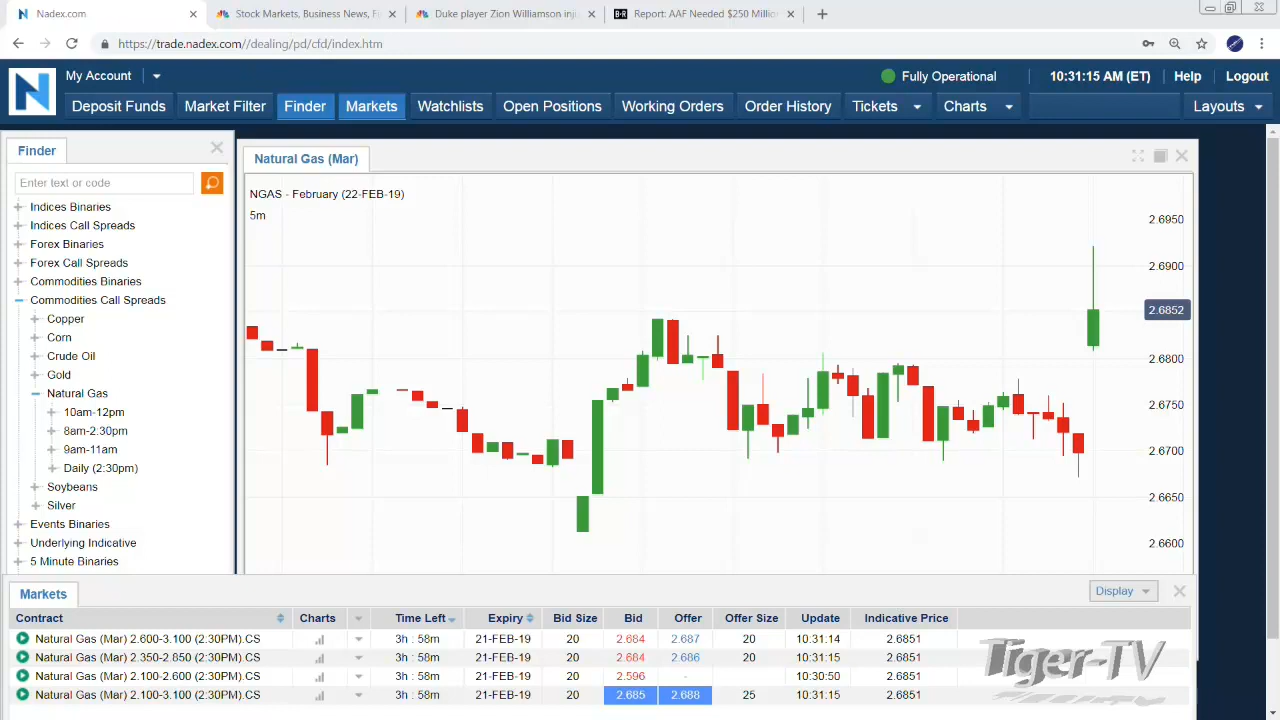 Nadex.com
Stock Markets, Business News, Fi
Duke player Zion Williamson inju
Report: AAF Needed $250 Million
https://trade.nadex.com//dealing/pd/cfd/index.htm
My Account
Fully Operational
10:31:15 AM (ET)
Help
Logout
Deposit Funds
Market Filter
Finder
Markets
Watchlists
Open Positions
Working Orders
Order History
Tickets
Charts
Layouts
Finder
Enter text or code
Indices Binaries
Indices Call Spreads
Forex Binaries
Forex Call Spreads
Commodities Binaries
Commodities Call Spreads
Copper
Corn
Crude Oil
Gold
Natural Gas
10am-12pm
8am-2.30pm
9am-11am
Daily (2:30pm)
Soybeans
Silver
Events Binaries
Underlying Indicative
5 Minute Binaries
Natural Gas (Mar)
NGAS - February (22-FEB-19)
5m
2.6950
2.6900
2.6852
2.6800
2.6750
2.6700
2.6650
2.6600
Markets
Display
Contract Charts Time Left Expiry Bid Size Bid Offer Offer Size Update Indicative Price
Natural Gas (Mar) 2.600-3.100 (2:30PM).CS 3h : 58m 21-FEB-19 20 2.684 2.687 20 10:31:14 2.6851
Natural Gas (Mar) 2.350-2.850 (2:30PM).CS 3h : 58m 21-FEB-19 20 2.684 2.686 20 10:31:15 2.6851
Natural Gas (Mar) 2.100-2.600 (2:30PM).CS 3h : 58m 21-FEB-19 20 2.596 - 10:30:50 2.6851
Natural Gas (Mar) 2.100-3.100 (2:30PM).CS 3h : 58m 21-FEB-19 20 2.685 2.688 25 10:31:15 2.6851
Tiger-TV